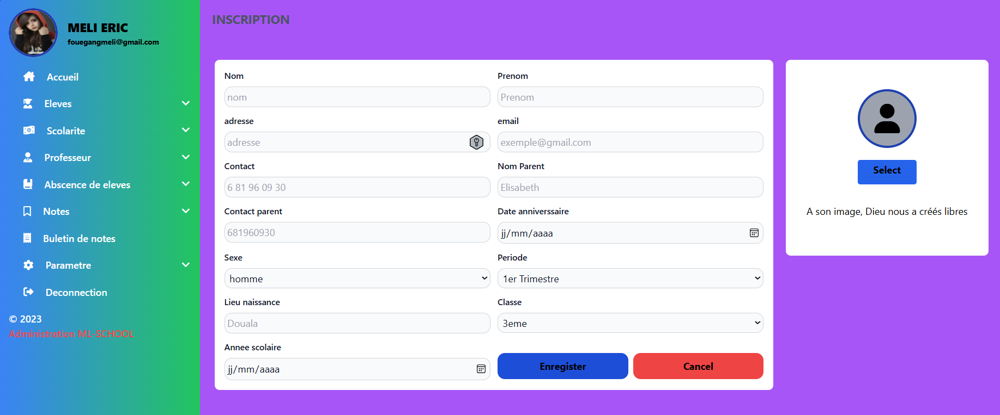 MELI ERIC
fouegangmeli@gmail.com
Accueil
Eleves
Scolarite
Professeur
Abscence de eleves
Notes
Buletin de notes
Parametre
Deconnection
© 2023
Administration ML-SCHOOL
INSCRIPTION
Nom
nom
Prenom
Prenom
adresse
adresse
email
exemple@gmail.com
Contact
6 81 96 09 30
Nom Parent
Elisabeth
Contact parent
681960930
Date anniverssaire
jj/mm/aaaa
Sexe
homme
Periode
1er Trimestre
Lieu naissance
Douala
Classe
3eme
Annee scolaire
jj/mm/aaaa
Enregister
Cancel
Select
A son image, Dieu nous a créés libres